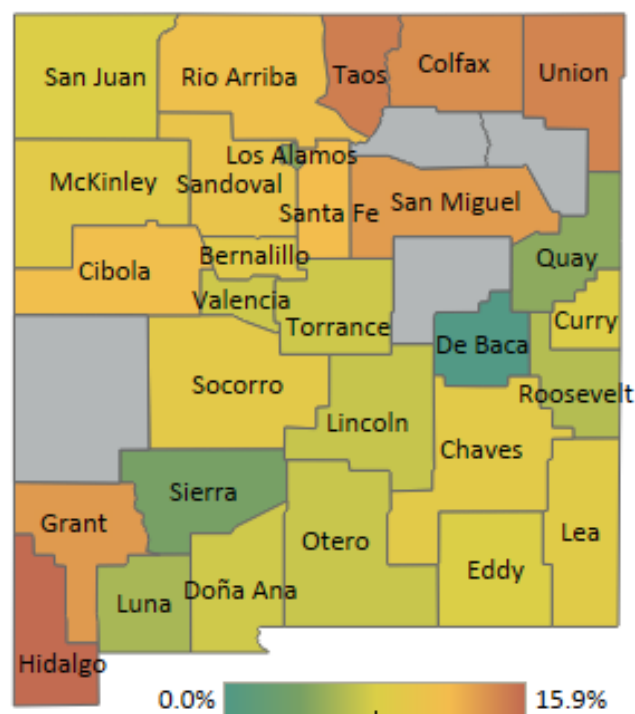 San Juan
Rio Arriba
Taos
Colfax
Union
Los Alamos
McKinley
Sandoval
Santa Fe
San Miguel
Bernalillo
Quay
Cibola
Valencia
Torrance
Curry
De Baca
Socorro
Roosevelt
Lincoln
Chaves
Sierra
Grant
Otero
Lea
Eddy
Luna
Doña Ana
Hidalgo
0.0%
15.9%